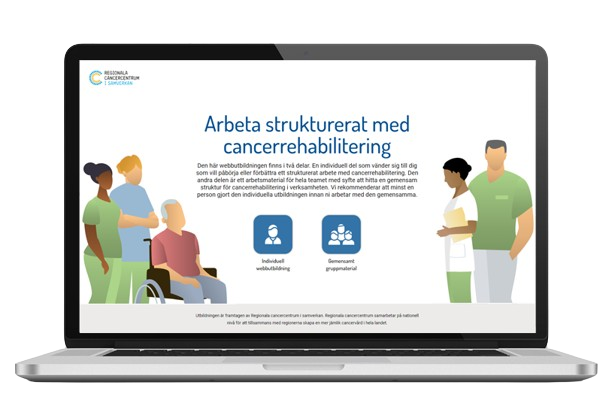 REGIONALA
CANCERCENTRUM
I SAMVERKAN
Arbeta strukturerat med
cancerrehabilitering
Den här webbutbildningen finns i två delar. En individuell del som vänder sig till dig
som vill påbörja eller förbättra ett strukturerat arbete med cancerrehabilitering. Den
andra delen är ett arbetsmaterial för hela teamet med syfte att hitta en gemensam
struktur för cancerrehabilitering i verksamheten. Vi rekommenderar att minst en
person gjort den individuella utbildningen innan ni arbetar med den gemensamma.
Individuell
webbutbildning
Gemensamt
gruppmaterial
Utbildningen är framtagen av Regionala cancercentrum i samverkan. Regionala cancercentrum samarbetar på nationell
nivå för att tillsammans med regionerna skapa en mer jämlik cancervård i hela landet.